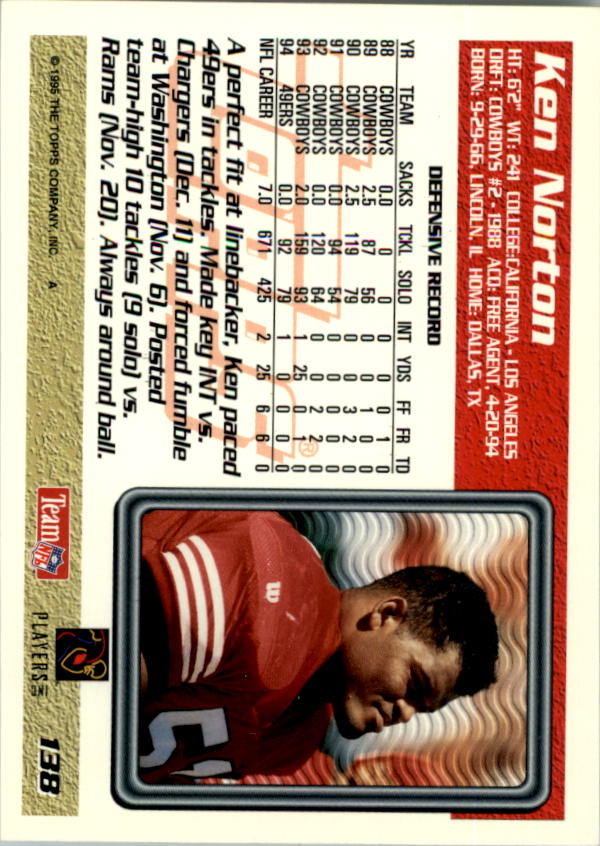 Ken Norton
HT: 6'2" WT: 241 COLLEGE:CALIFORNIA - LOS ANGELES
DRFT: COWBOYS #2 - 1988 ACQ: FREE AGENT, 4-20-94
BORN: 9-29-66, LINCOLN, IL HOME: DALLAS, TX
DEFENSIVE RECORD
YR TEAM SACKS TCKL SOLO INT YDS FF FR TD
88 COWBOYS 0.0 0 0 0 0 0 1 0
89 COWBOYS 2.5 87 56 0 0 1 0 0
90 COWBOYS 2.5 119 79 0 0 3 2 0
91 COWBOYS 0.0 94 54 0 0 0 0 0
92 COWBOYS 0.0 120 64 0 0 2 2 0
93 COWBOYS 2.0 159 93 1 25 0 1 0
94 49ERS 0.0 92 79 1 0 0 0 0
NFL CAREER 7.0 671 425 2 25 6 6 0
A perfect fit at linebacker, Ken paced
49ers in tackles. Made key INT vs.
Chargers (Dec. 11) and forced fumble
at Washington (Nov. 6). Posted
team-high 10 tackles (9 solo) vs.
Rams (Nov. 20). Always around ball.
Topps®
© 1995 THE TOPPS COMPANY, INC. A
Team NFL
PLAYERS INC
138
W
5